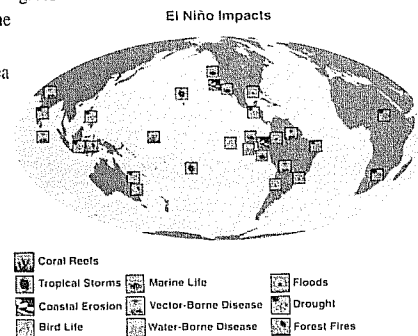 ne
El Niño Impacts
Coral Reefs
Tropical Storms Marine Life Floods
Coastal Erosion Vector-Borne Disease Drought
Bird Life Water-Borne Disease Forest Fires